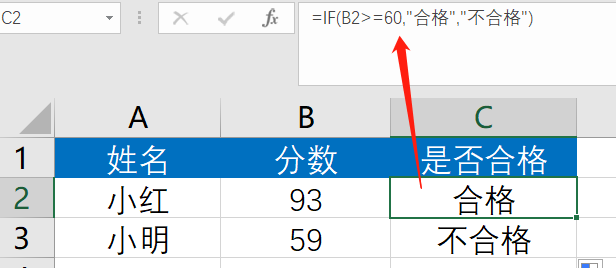 C2 fx =IF(B2>=60,"合格","不合格")
A B C
1 姓名 分数 是否合格
2 小红 93 合格
3 小明 59 不合格